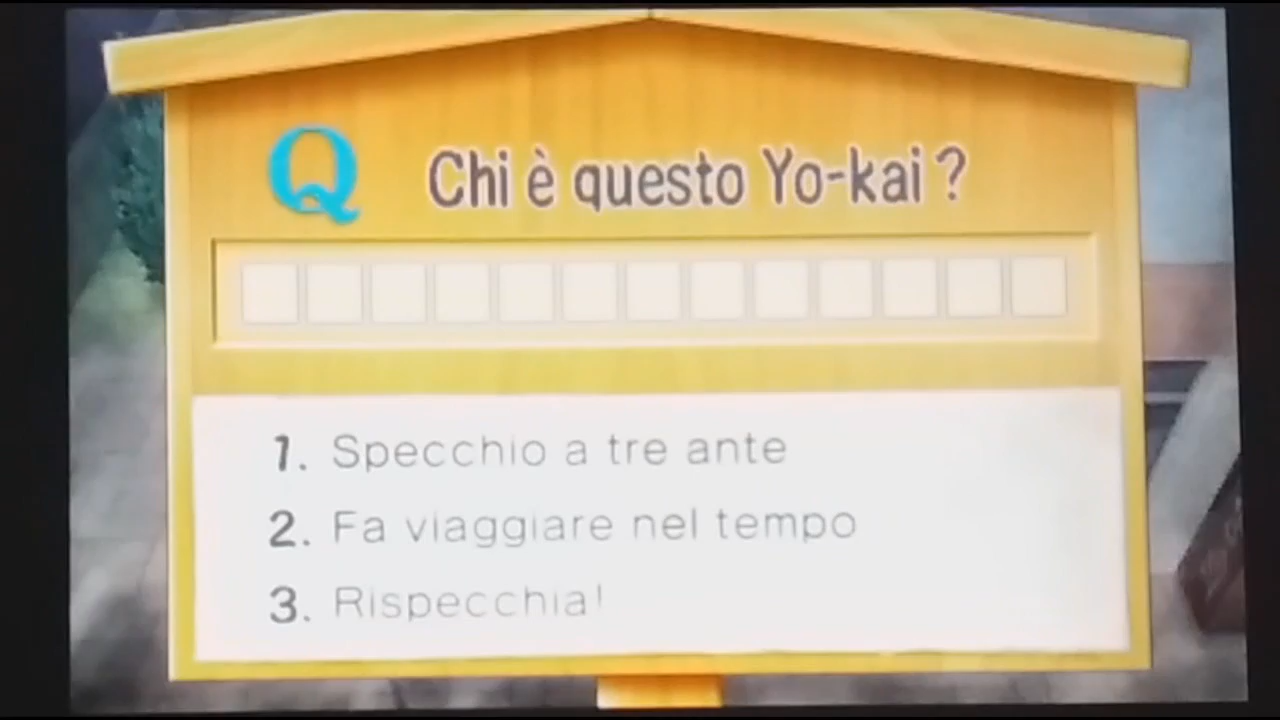 Q Chi è questo Yo-kai?
1. Specchio a tre ante
2. Fa viaggiare nel tempo
3. Rispecchia!